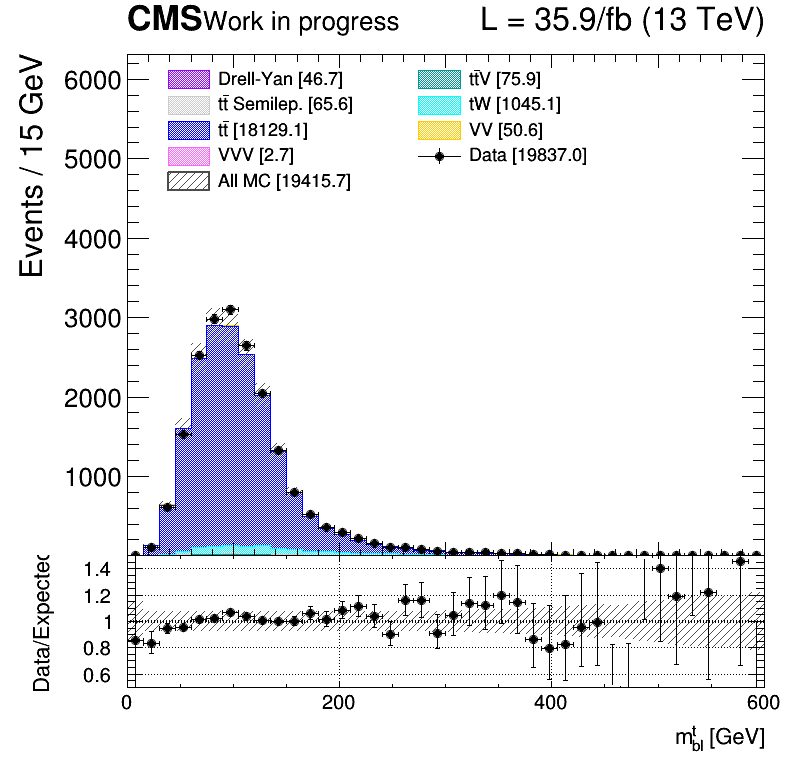 CMS Work in progress L = 35.9/fb (13 TeV)
Events / 15 GeV
6000
5000
4000
3000
2000
1000
Drell-Yan [46.7]
tt̄ Semilep. [65.6]
tt̄ [18129.1]
VVV [2.7]
All MC [19415.7]
tt̄V [75.9]
tW [1045.1]
VV [50.6]
Data [19837.0]
Data/Expected
1.4
1.2
1
0.8
0.6
0 200 400 600
m^t_bl [GeV]